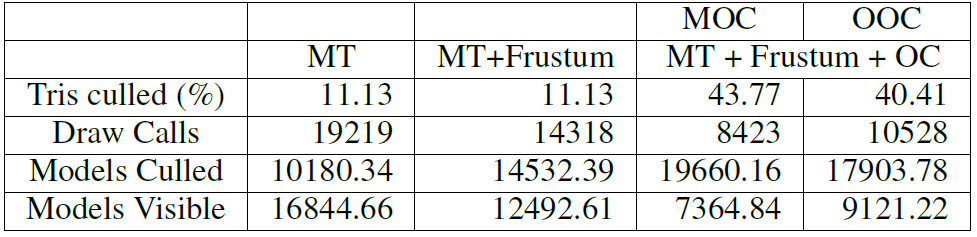 MOC OOC
MT MT+Frustum MT + Frustum + OC
Tris culled (%) 11.13 11.13 43.77 40.41
Draw Calls 19219 14318 8423 10528
Models Culled 10180.34 14532.39 19660.16 17903.78
Models Visible 16844.66 12492.61 7364.84 9121.22